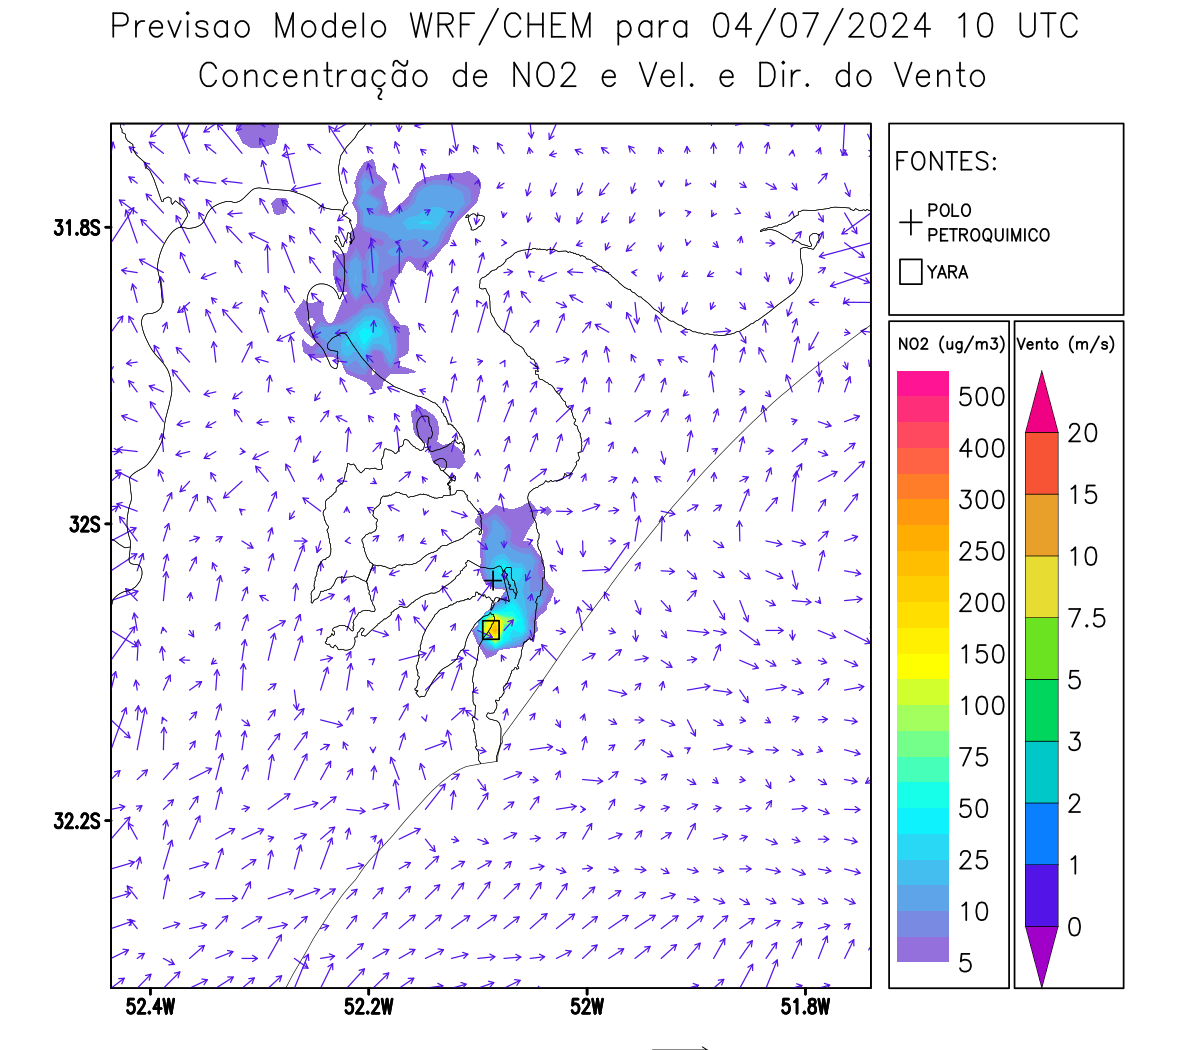 Previsao Modelo WRF/CHEM para 04/07/2024 10 UTC
Concentração de NO2 e Vel. e Dir. do Vento
31.8S
32S
32.2S
52.4W
52.2W
52W
51.8W
FONTES:
POLO
PETROQUIMICO
YARA
NO2 (ug/m3)
500
400
300
250
200
150
100
75
50
25
10
5
Vento (m/s)
20
15
10
7.5
5
3
2
1
0